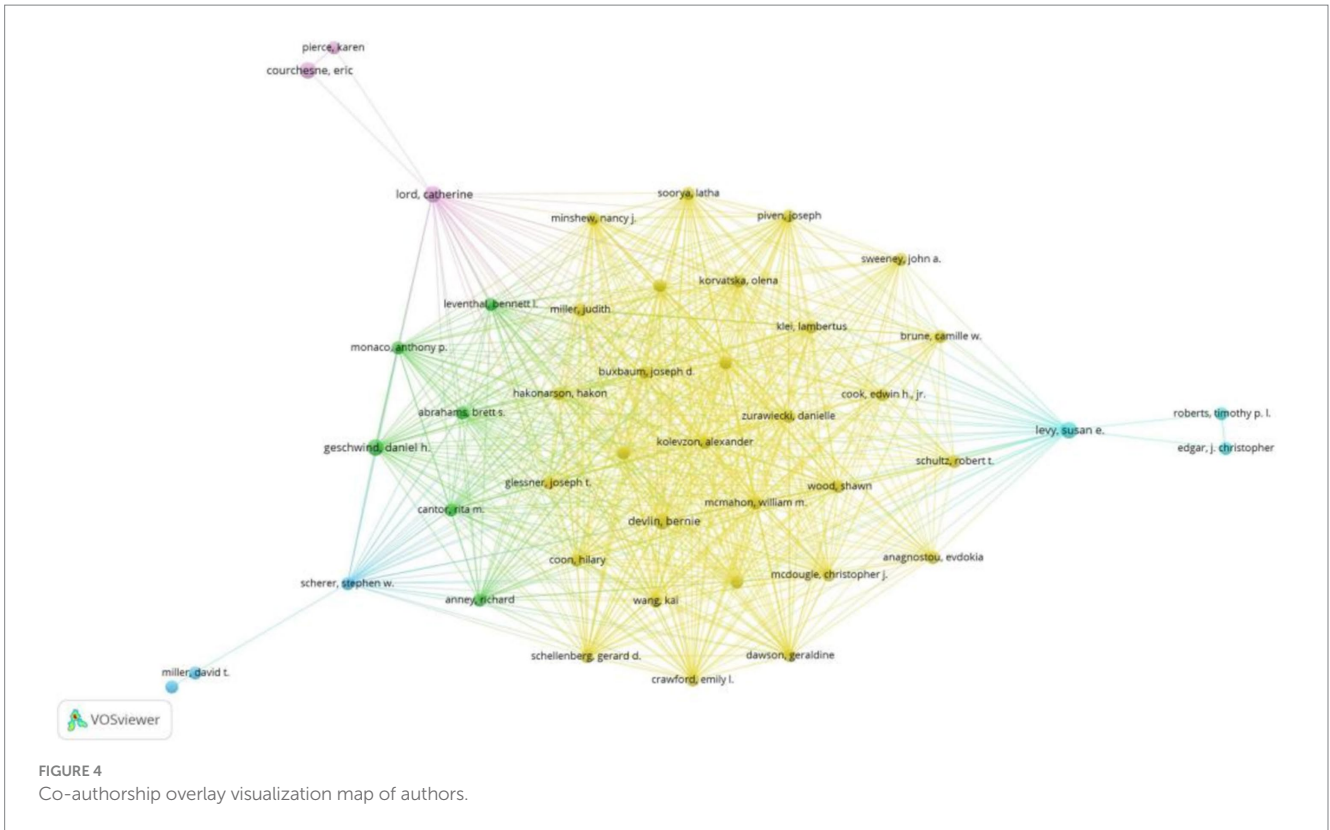 pierce, karen
courchesne, eric
lord, catherine
soorya, latha
minshew, nancy j.
piven, joseph
sweeney, john a.
korvatska, olena
leventhal, bennett l.
miller, judith
klei, lambertus
brune, camille w.
monaco, anthony p.
buxbaum, joseph d.
hakonarson, hakon
cook, edwin h., jr.
abrahams, brett s.
zurawiecki, danielle
roberts, timothy p. l.
levy, susan e.
geschwind, daniel h.
kolevzon, alexander
edgar, j. christopher
schultz, robert t.
glessner, joseph t.
wood, shawn
cantor, rita m.
mcmahon, william m.
devlin, bernie
coon, hilary
anagnostou, evdokia
mcdougle, christopher j.
scherer, stephen w.
anney, richard
wang, kai
schellenberg, gerard d.
dawson, geraldine
crawford, emily l.
miller, david t.
VOSviewer
FIGURE 4
Co-authorship overlay visualization map of authors.